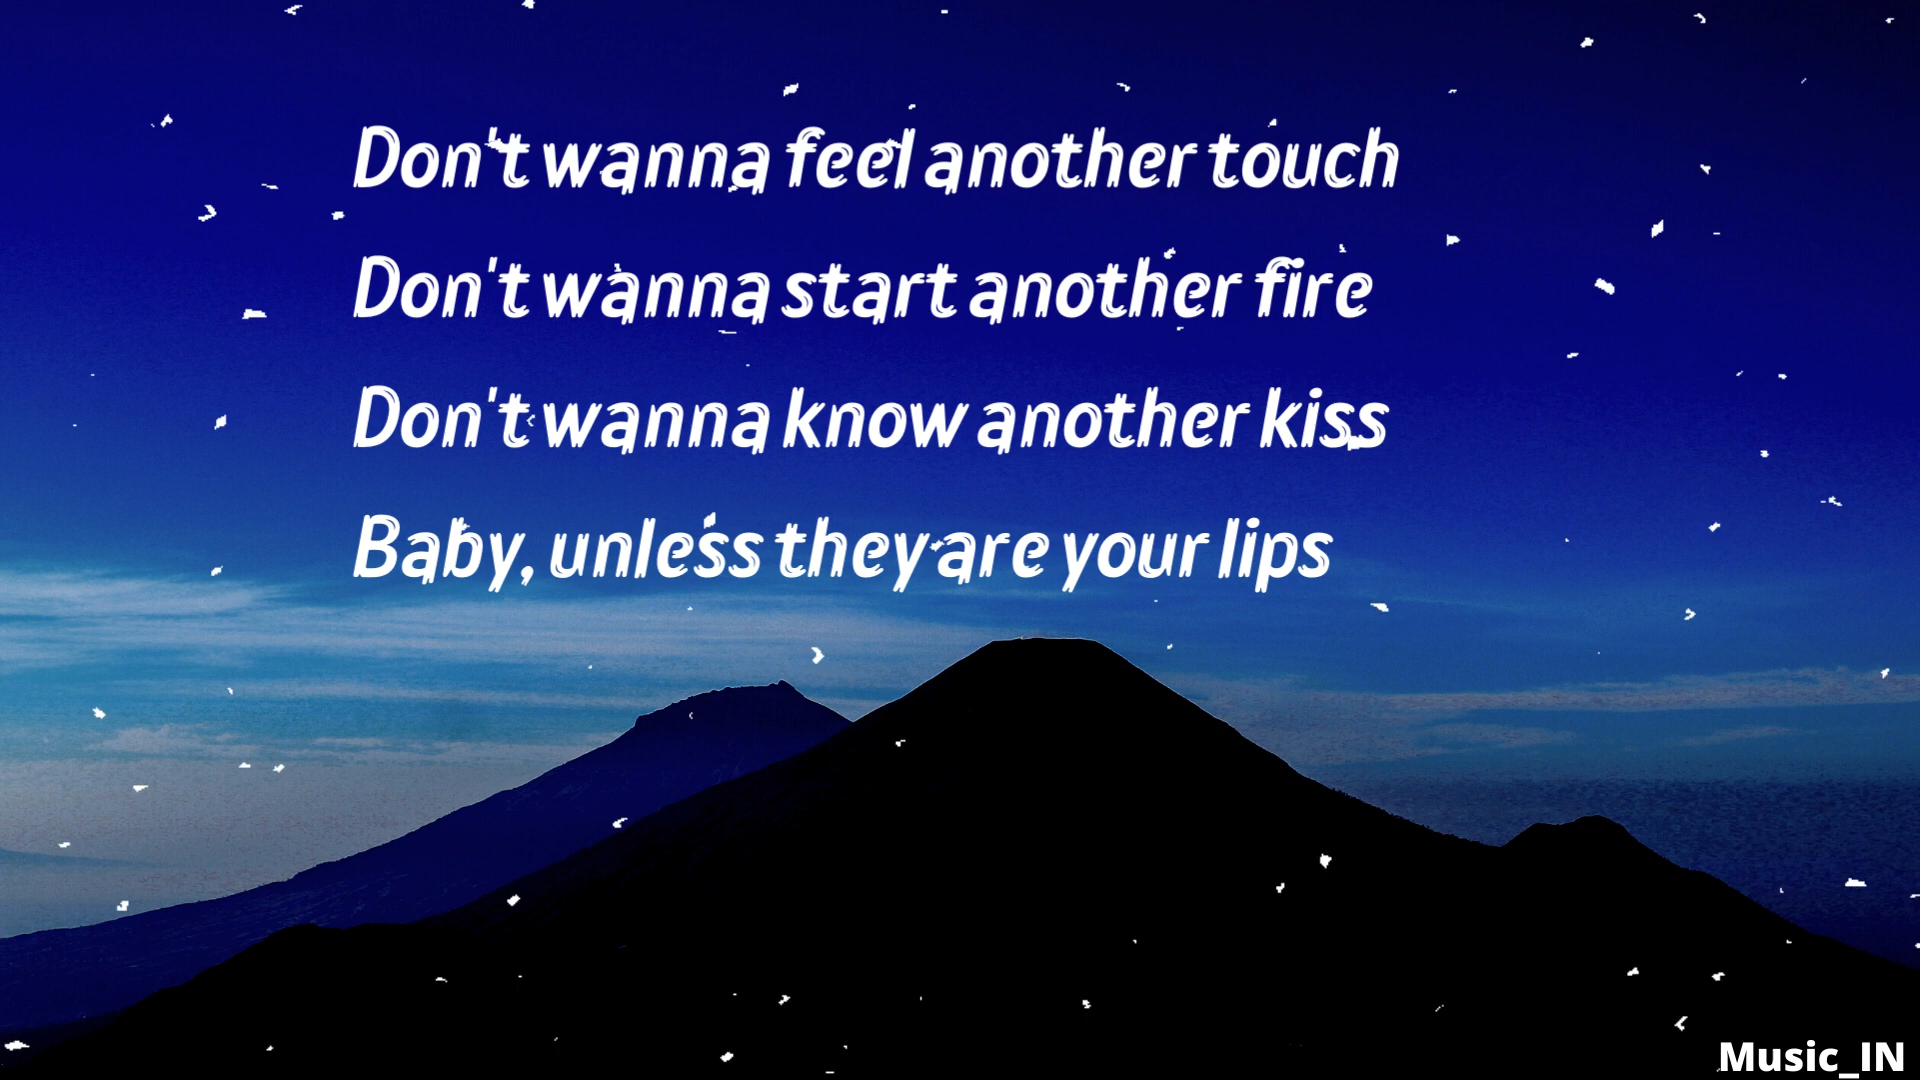 Don't wanna feel another touch
Don't wanna start another fire
Don't wanna know another kiss
Baby, unless they are your lips
Music_IN